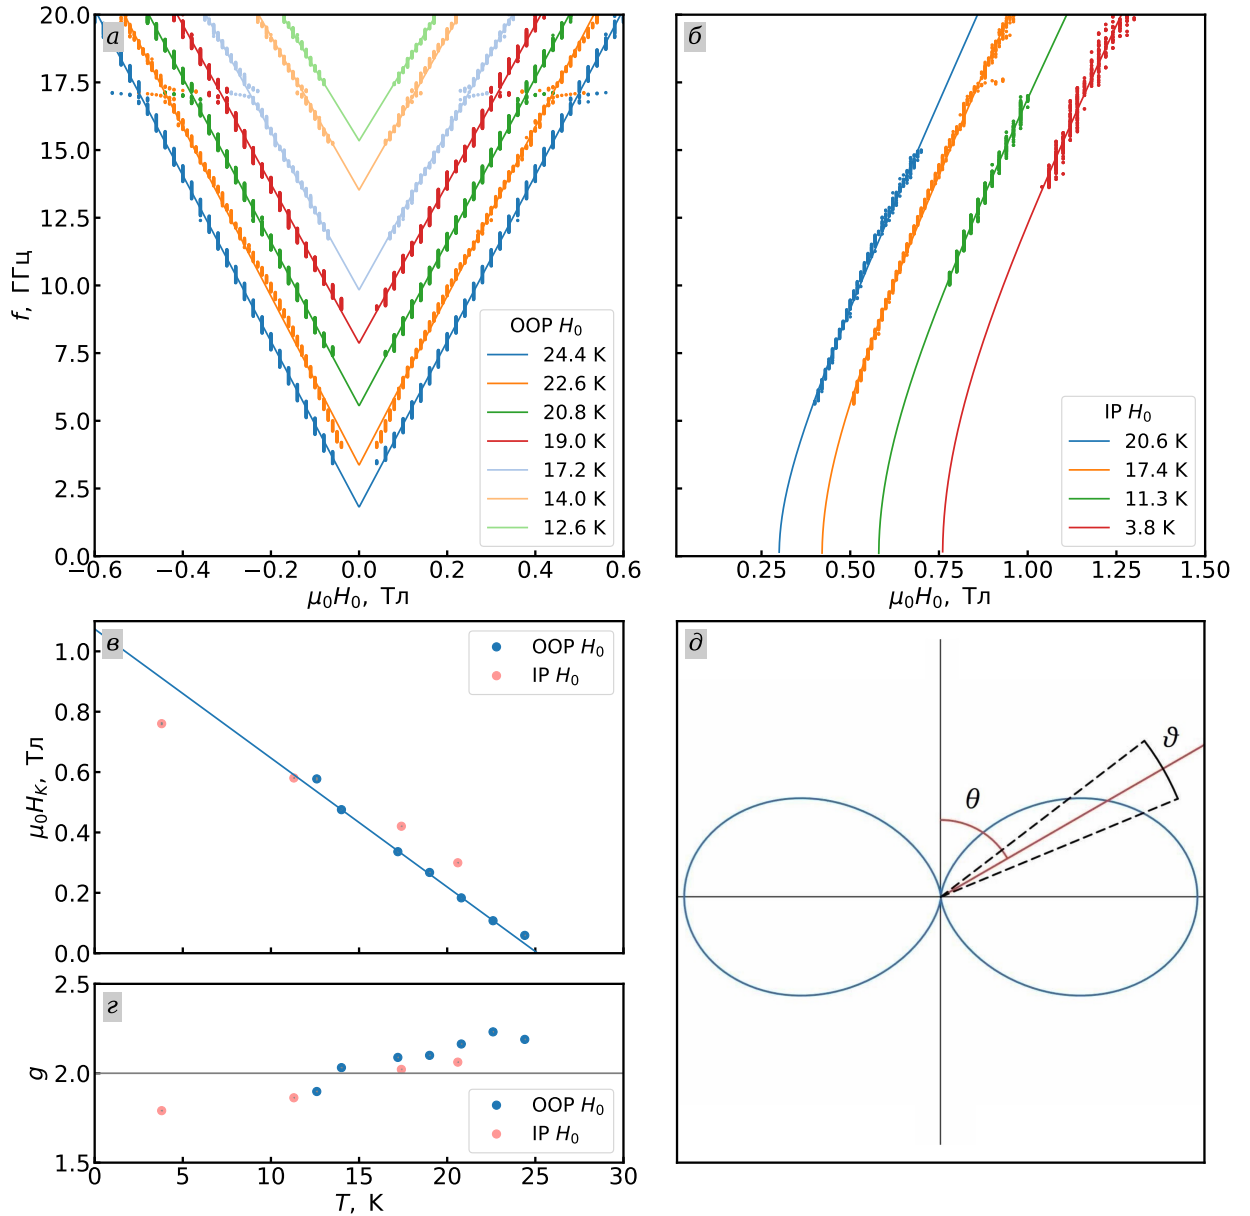 а
f, ГГц
20.0
17.5
15.0
12.5
10.0
7.5
5.0
2.5
0.0
−0.6
−0.4
−0.2
0.0
0.2
0.4
0.6
μ₀H₀, Тл
OOP H₀
24.4 K
22.6 K
20.8 K
19.0 K
17.2 K
14.0 K
12.6 K
б
0.25
0.50
0.75
1.00
1.25
1.50
μ₀H₀, Тл
IP H₀
20.6 K
17.4 K
11.3 K
3.8 K
в
μ₀H_K, Тл
1.0
0.8
0.6
0.4
0.2
0.0
OOP H₀
IP H₀
г
g
2.5
2.0
1.5
OOP H₀
IP H₀
0
5
10
15
20
25
30
T, K
д
θ
ϑ